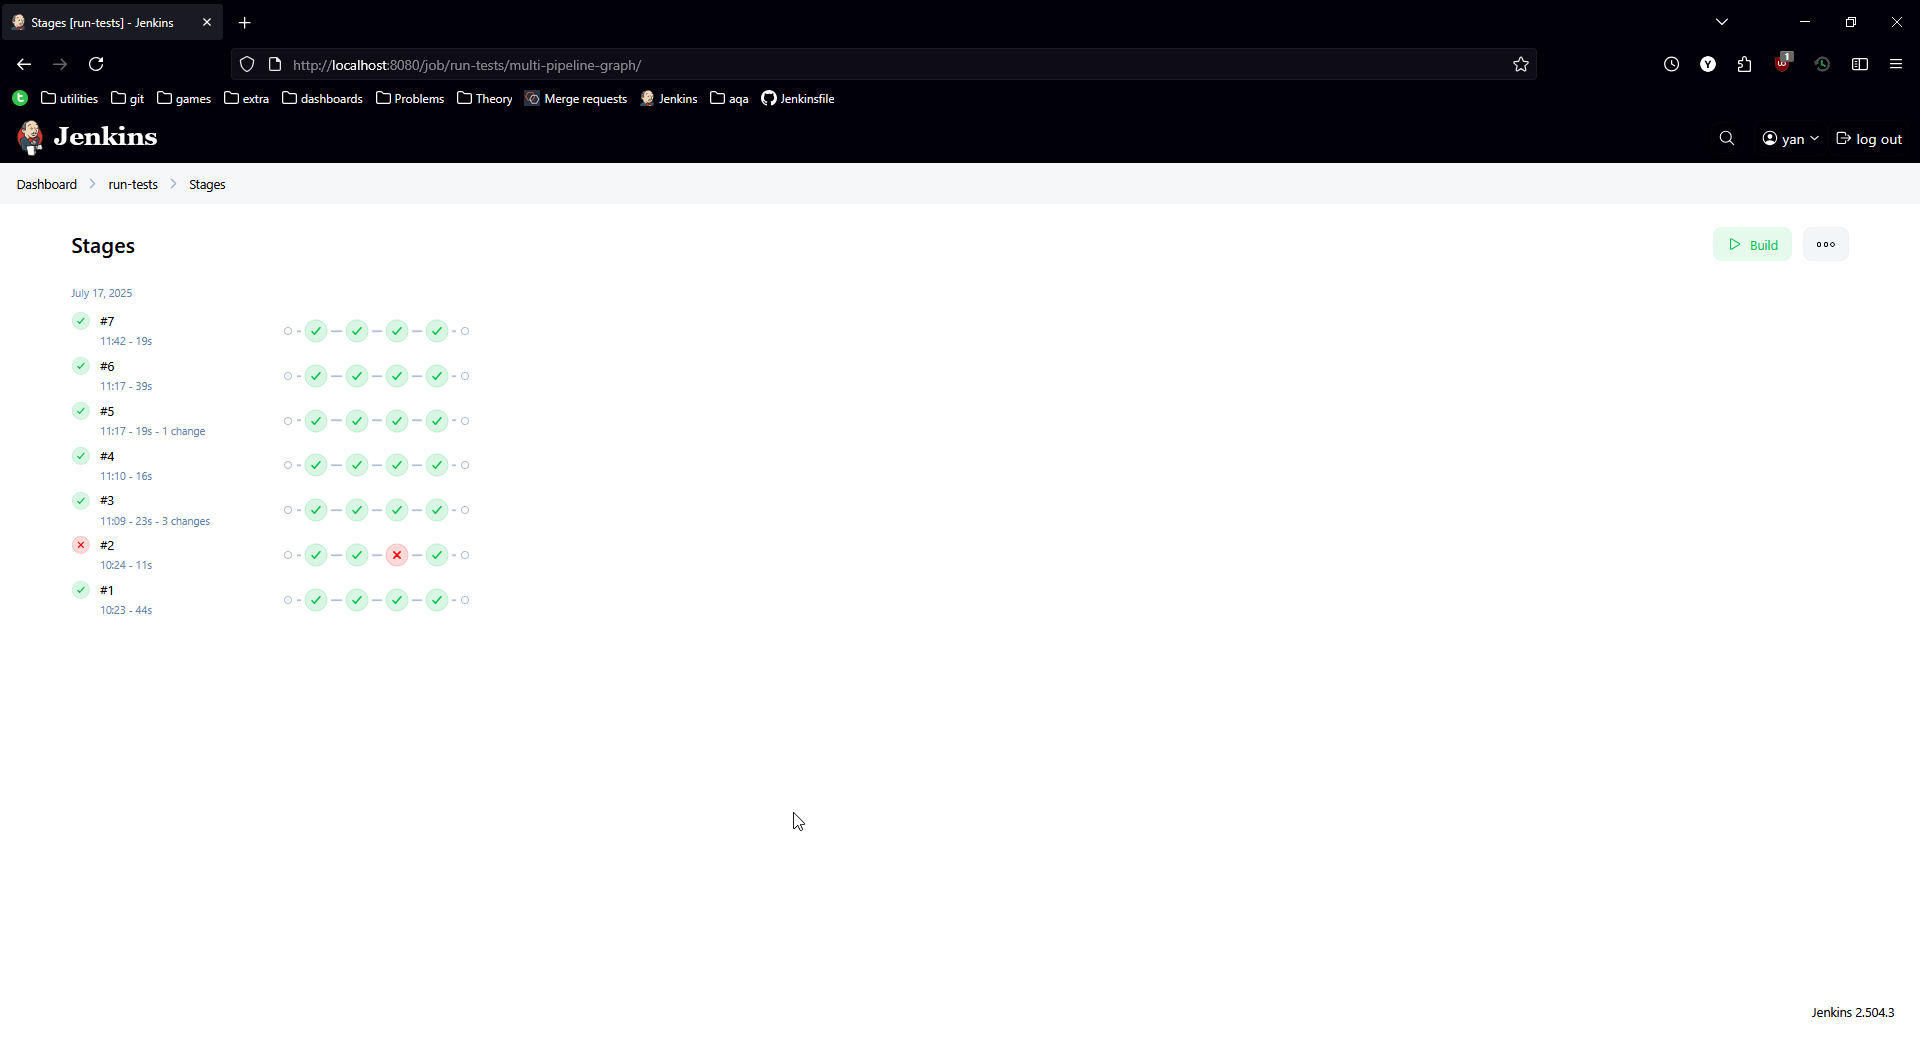 Stages [run-tests] - Jenkins
http://localhost:8080/job/run-tests/multi-pipeline-graph/
1
utilities git games extra dashboards Problems Theory Merge requests Jenkins aqa Jenkinsfile
Jenkins
yan log out
Dashboard run-tests Stages
Stages
Build
July 17, 2025
#7
11:42 - 19s
#6
11:17 - 39s
#5
11:17 - 19s - 1 change
#4
11:10 - 16s
#3
11:09 - 23s - 3 changes
#2
10:24 - 11s
#1
10:23 - 44s
Jenkins 2.504.3